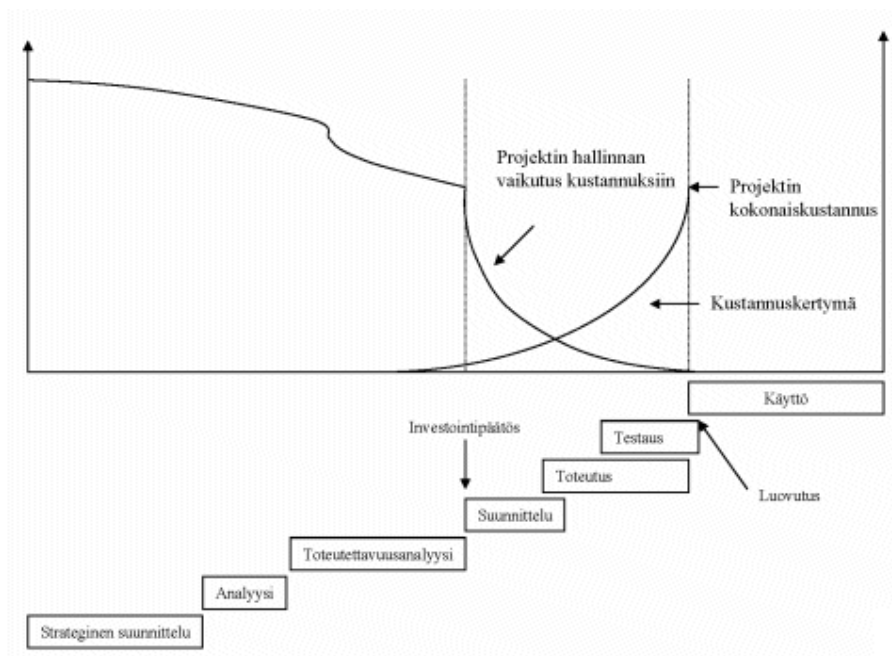 Projektin hallinnan
vaikutus kustannuksiin
Projektin
kokonaiskustannus
Kustannuskertymä
Käyttö
Investointipäätös
Testaus
Toteutus
Luovutus
Suunnittelu
Toteutettavuusanalyysi
Analyysi
Strateginen suunnittelu